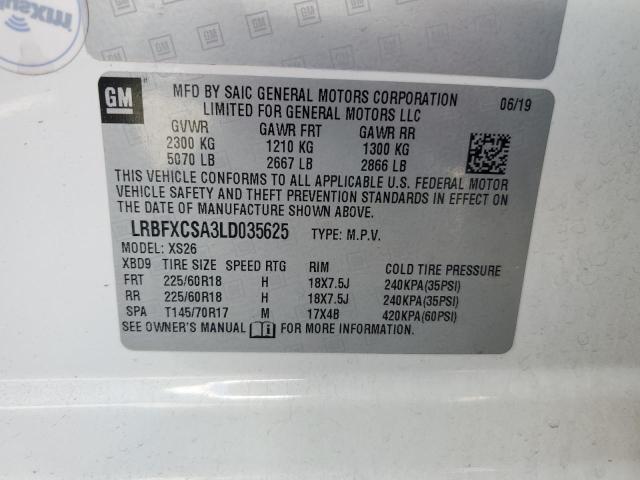 GM
MFD BY SAIC GENERAL MOTORS CORPORATION 06/19
LIMITED FOR GENERAL MOTORS LLC
GVWR GAWR FRT GAWR RR
2300 KG 1210 KG 1300 KG
5070 LB 2667 LB 2866 LB
THIS VEHICLE CONFORMS TO ALL APPLICABLE U.S. FEDERAL MOTOR
VEHICLE SAFETY AND THEFT PREVENTION STANDARDS IN EFFECT ON
THE DATE OF MANUFACTURE SHOWN ABOVE.
LRBFXCSA3LD035625 TYPE: M.P.V.
MODEL: XS26
XBD9 TIRE SIZE SPEED RTG RIM COLD TIRE PRESSURE
FRT 225/60R18 H 18X7.5J 240KPA(35PSI)
RR 225/60R18 H 18X7.5J 240KPA(35PSI)
SPA T145/70R17 M 17X4B 420KPA(60PSI)
SEE OWNER'S MANUAL FOR MORE INFORMATION.